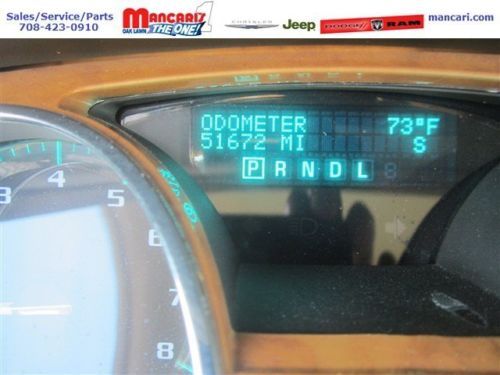 Sales/Service/Parts
708-423-0910
MANCARI'Z
OAK LAWN THE ONE! 1
CHRYSLER
Jeep
DODGE
RAM
mancari.com
ODOMETER 73°F
51672 MI S
P R N D L
4
6
7
8